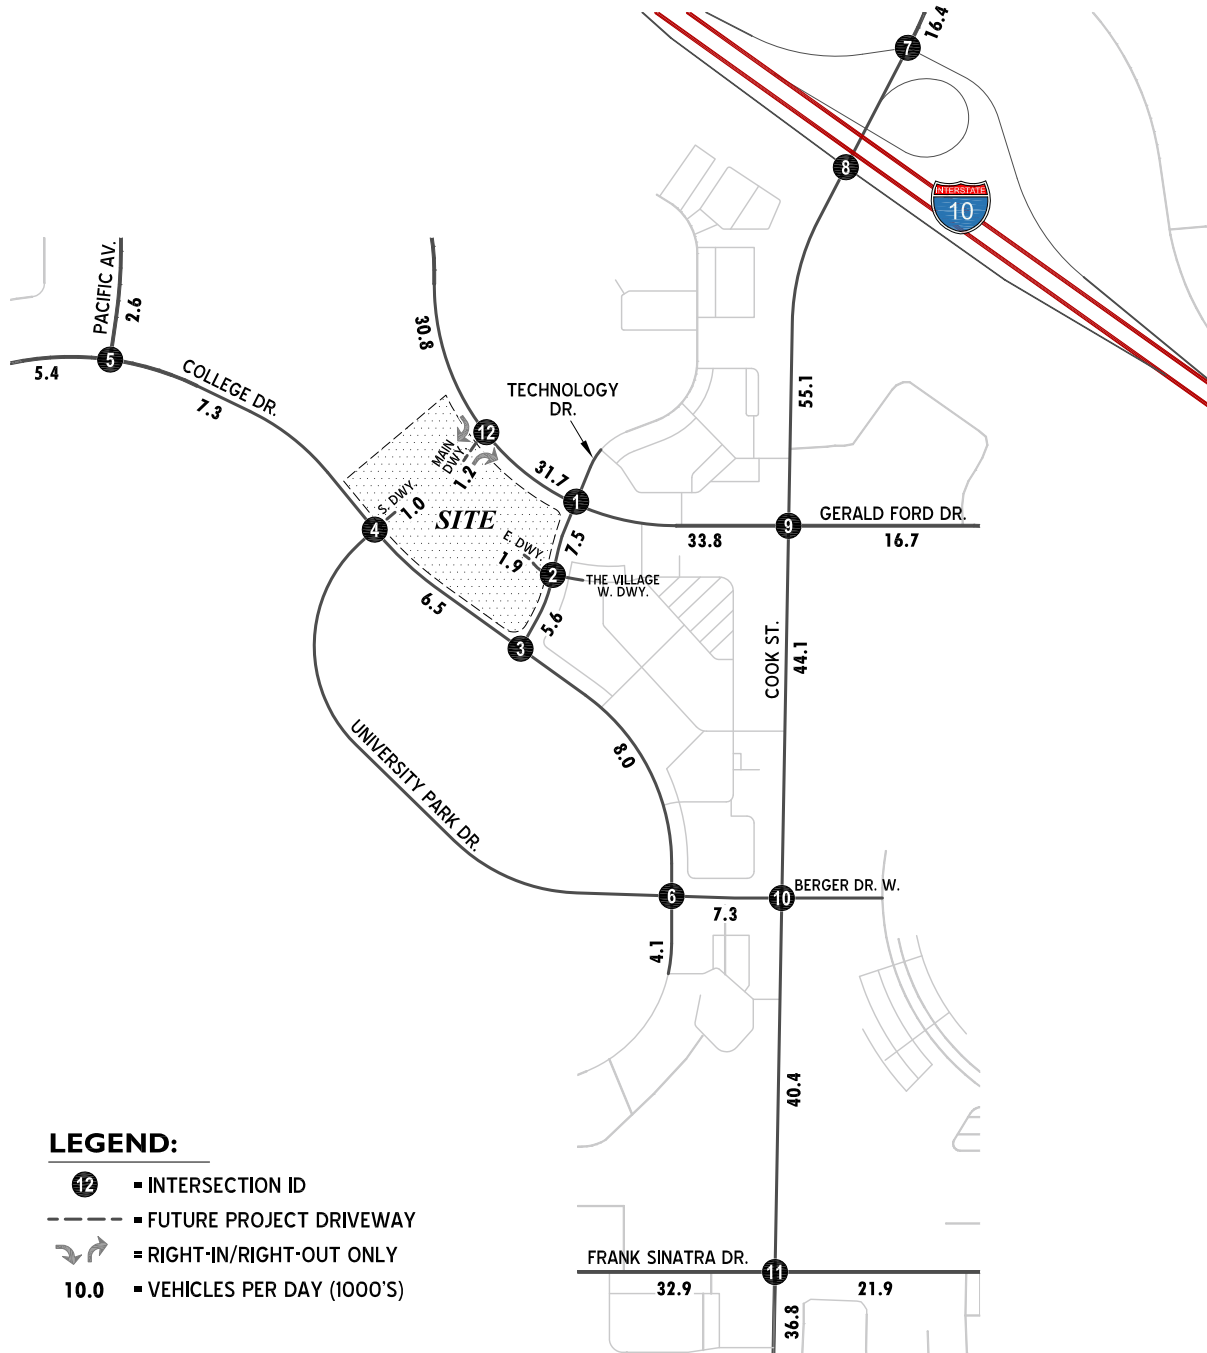 16.4
7
8
INTERSTATE
10
PACIFIC AV.
2.6
5
5.4
COLLEGE DR.
7.3
30.8
TECHNOLOGY
DR.
55.1
12
MAIN
DWY.
1.2
31.7
1
S. DWY.
1.0
4
SITE
7.5
E. DWY.
1.9
2
THE VILLAGE
W. DWY.
33.8
9
GERALD FORD DR.
16.7
6.5
5.6
3
COOK ST.
44.1
8.0
UNIVERSITY PARK DR.
6
7.3
10
BERGER DR. W.
4.1
40.4
LEGEND:
12 = INTERSECTION ID
= FUTURE PROJECT DRIVEWAY
= RIGHT-IN/RIGHT-OUT ONLY
10.0 = VEHICLES PER DAY (1000'S)
FRANK SINATRA DR.
32.9
11
21.9
36.8